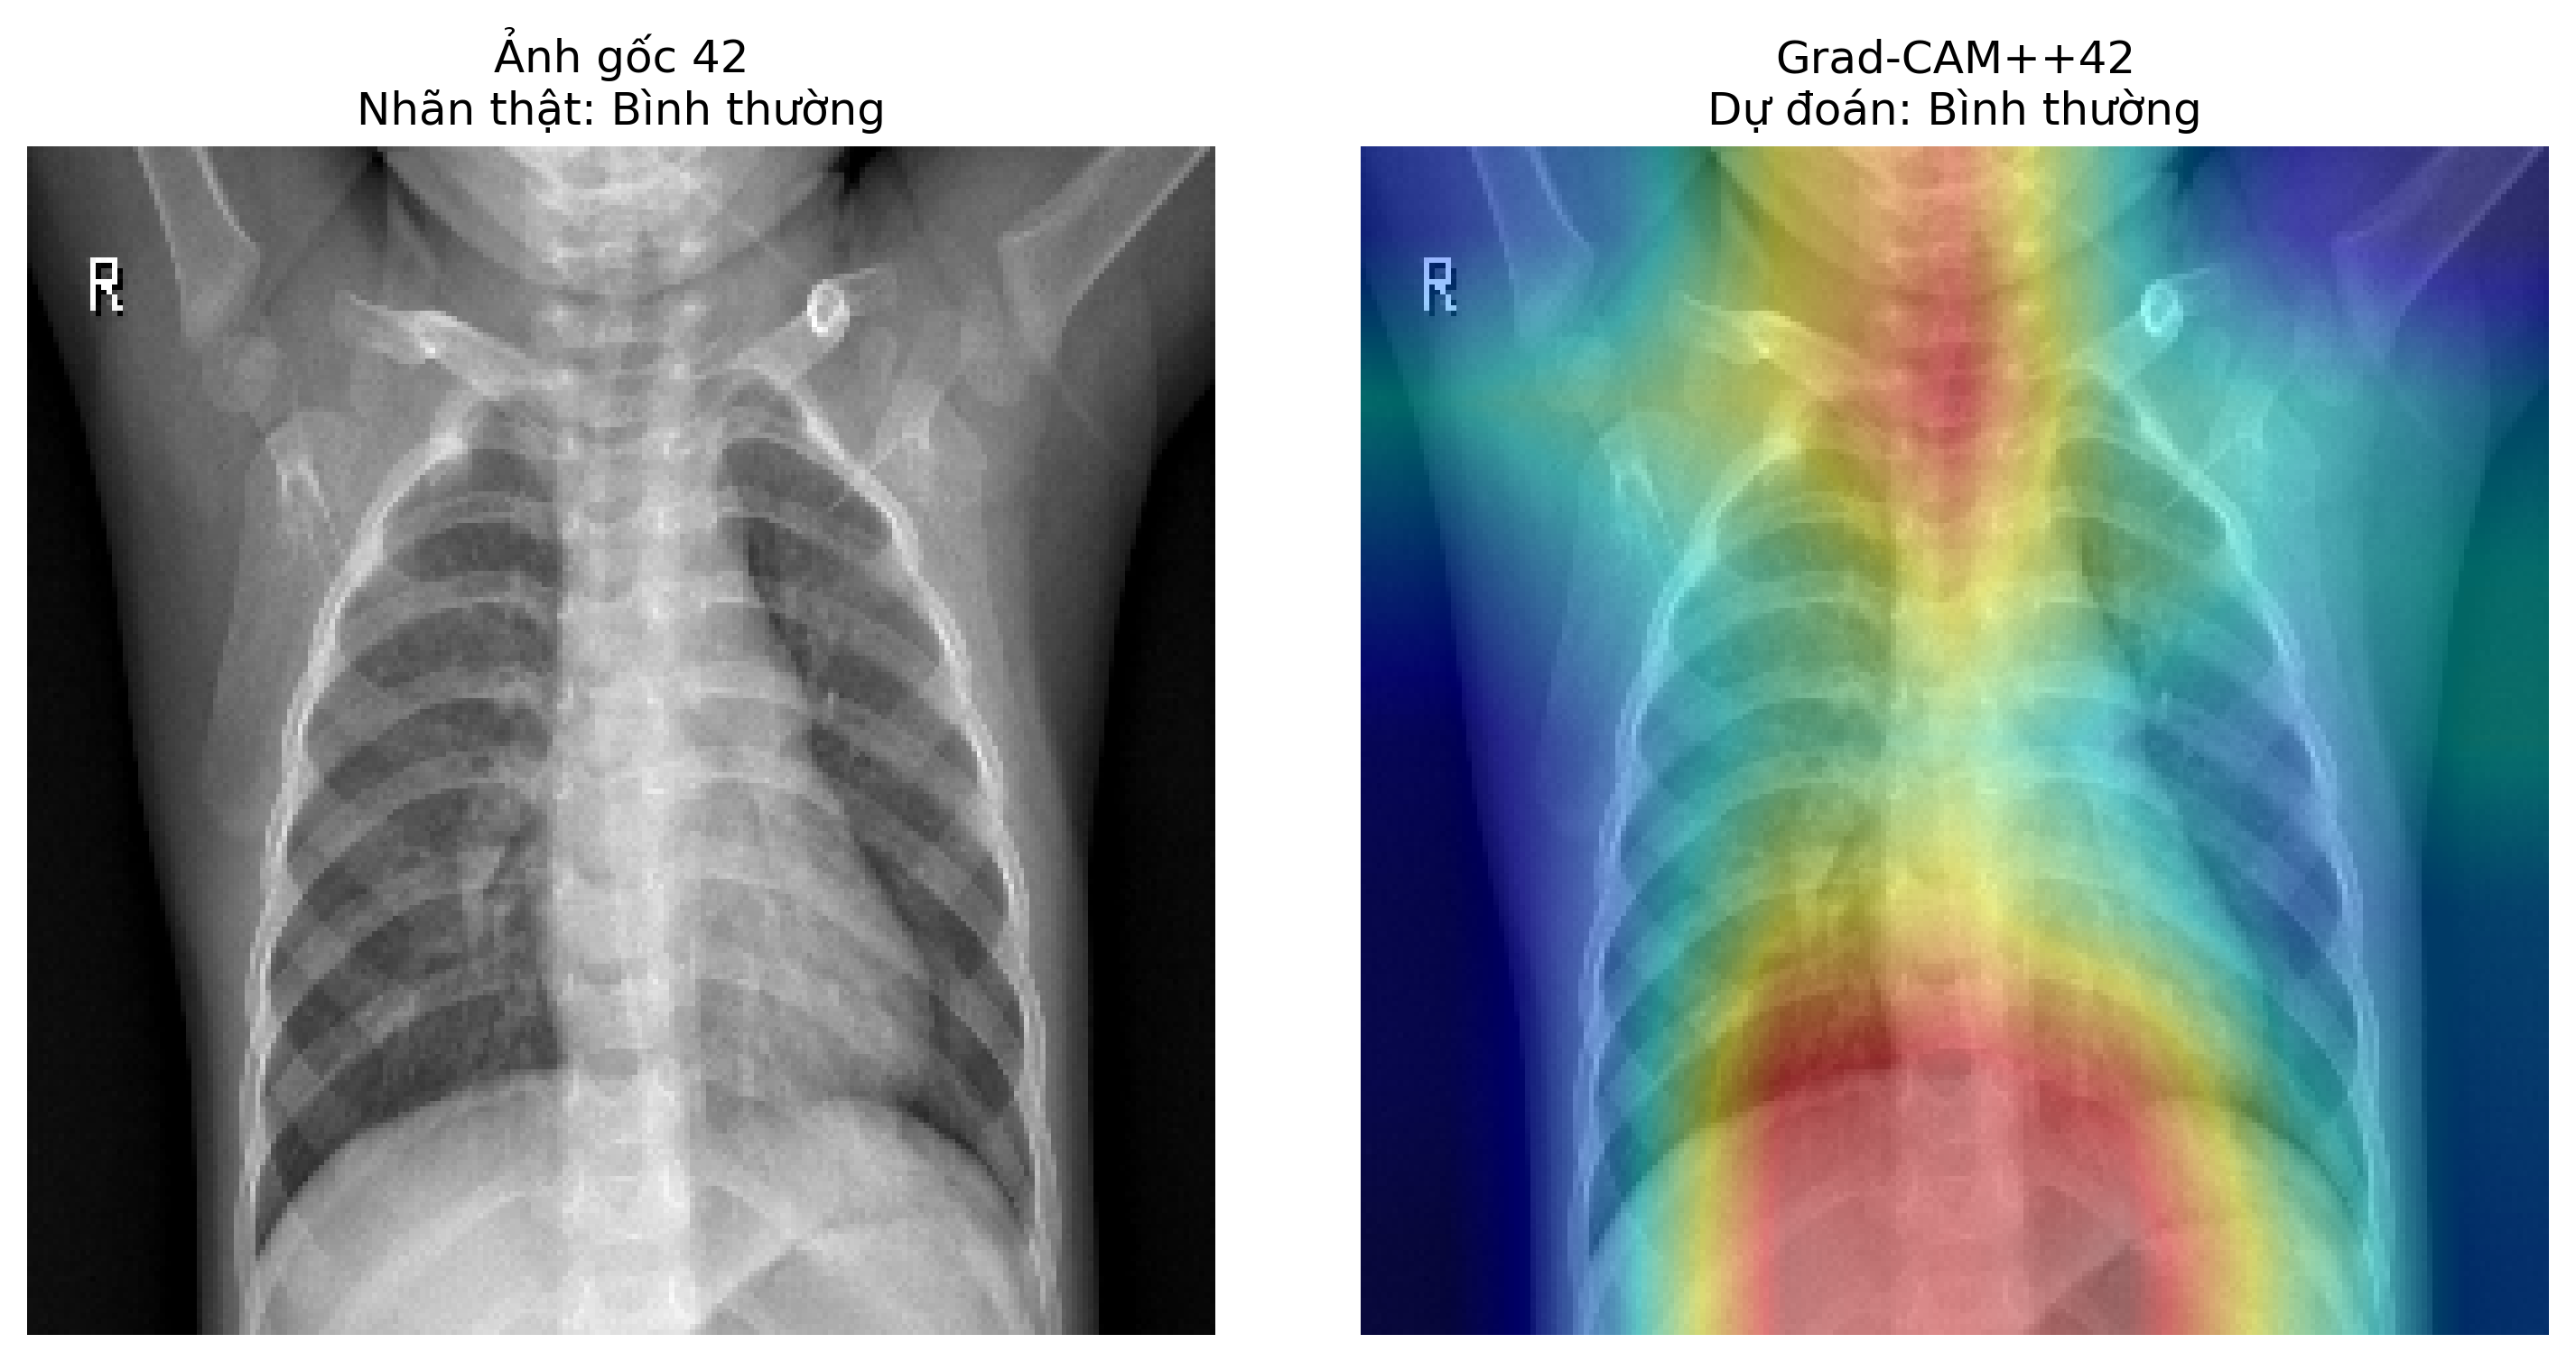 Ảnh gốc 42
Nhãn thật: Bình thường
Grad-CAM++42
Dự đoán: Bình thường
R
R